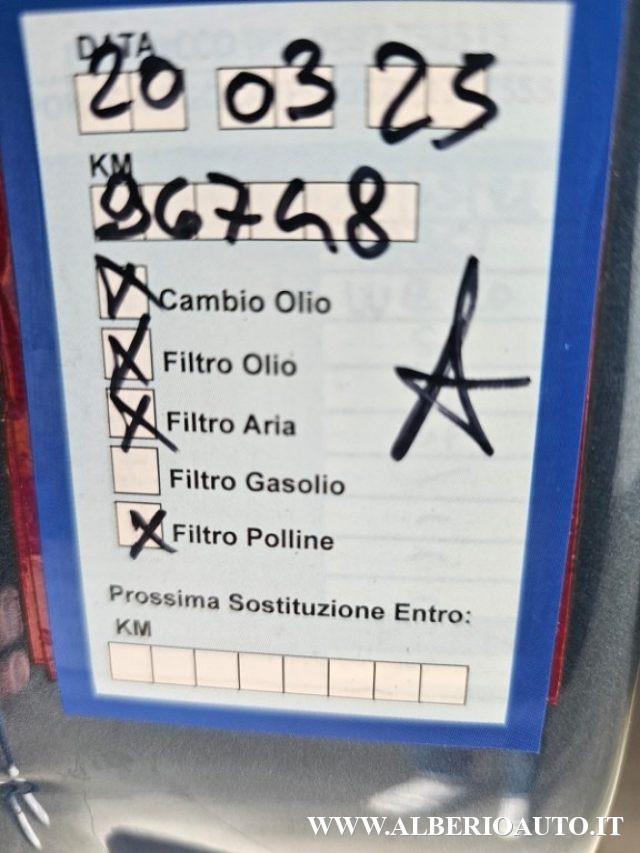 DATA
20 03 25
KM
96748
Cambio Olio
Filtro Olio
Filtro Aria
A
Filtro Gasolio
Filtro Polline
Prossima Sostituzione Entro:
KM
WWW.ALBERIOAUTO.IT